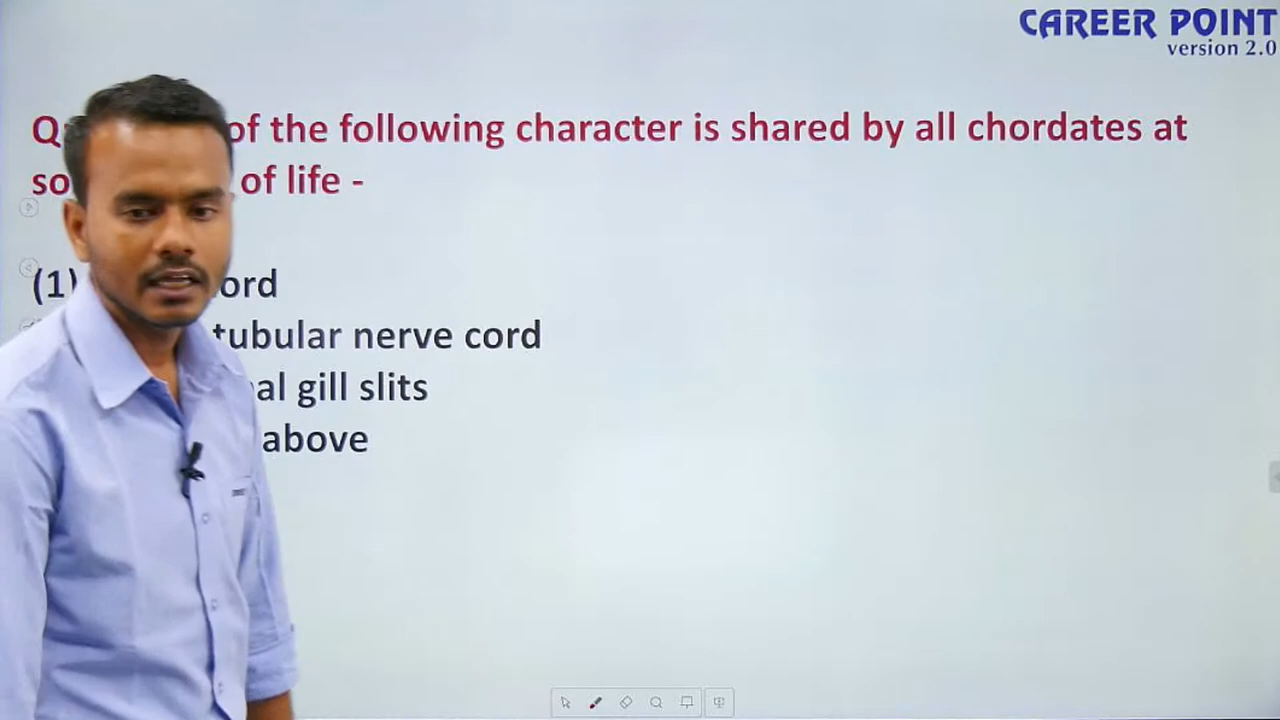 CAREER POINT
version 2.0
Q of the following character is shared by all chordates at
so of life -
(1) ord
tubular nerve cord
al gill slits
above